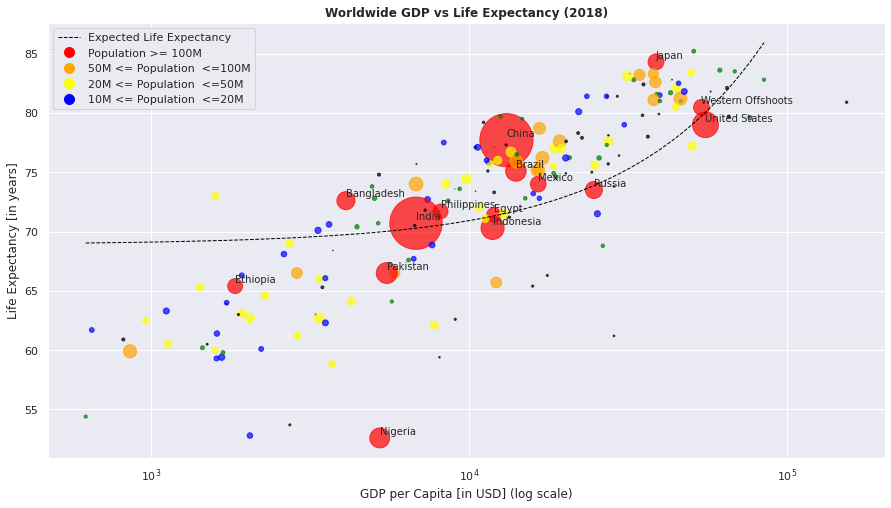 Worldwide GDP vs Life Expectancy (2018)
Expected Life Expectancy
Population >= 100M
50M <= Population  <=100M
20M <= Population  <=50M
10M <= Population  <=20M
Life Expectancy [in years]
85
80
75
70
65
60
55
Japan
Western Offshoots
United States
China
Brazil
Mexico
Russia
Bangladesh
Philippines
Egypt
India
Indonesia
Pakistan
Ethiopia
Nigeria
10³
10⁴
10⁵
GDP per Capita [in USD] (log scale)